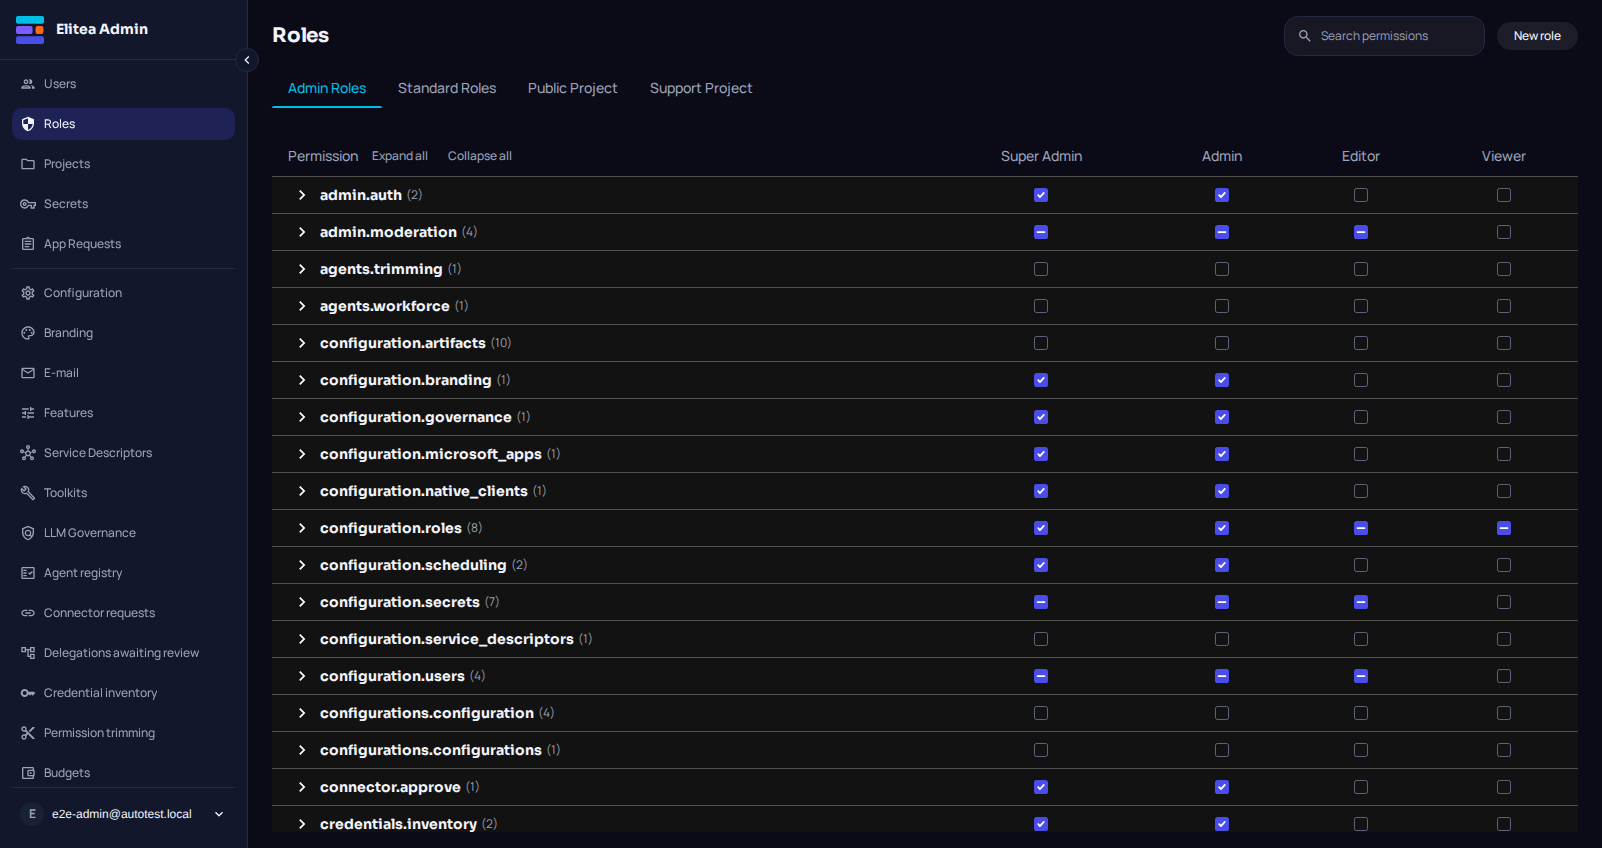 Elitea Admin
Roles
Search permissions
New role
Users
Roles
Projects
Secrets
App Requests
Configuration
Branding
E-mail
Features
Service Descriptors
Toolkits
LLM Governance
Agent registry
Connector requests
Delegations awaiting review
Credential inventory
Permission trimming
Budgets
E e2e-admin@autotest.local
Admin Roles Standard Roles Public Project Support Project
Permission Expand all Collapse all Super Admin Admin Editor Viewer
admin.auth (2)
admin.moderation (4)
agents.trimming (1)
agents.workforce (1)
configuration.artifacts (10)
configuration.branding (1)
configuration.governance (1)
configuration.microsoft_apps (1)
configuration.native_clients (1)
configuration.roles (8)
configuration.scheduling (2)
configuration.secrets (7)
configuration.service_descriptors (1)
configuration.users (4)
configurations.configuration (4)
configurations.configurations (1)
connector.approve (1)
credentials.inventory (2)